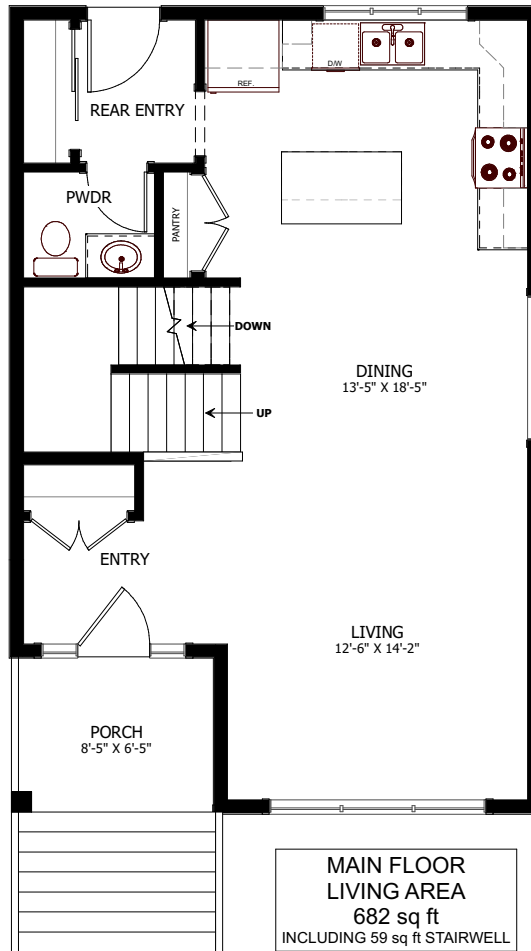 REF.
D/W
REAR ENTRY
PWDR
PANTRY
DOWN
UP
DINING
13'-5" X 18'-5"
ENTRY
LIVING
12'-6" X 14'-2"
PORCH
8'-5" X 6'-5"
MAIN FLOOR
LIVING AREA
682 sq ft
INCLUDING 59 sq ft STAIRWELL